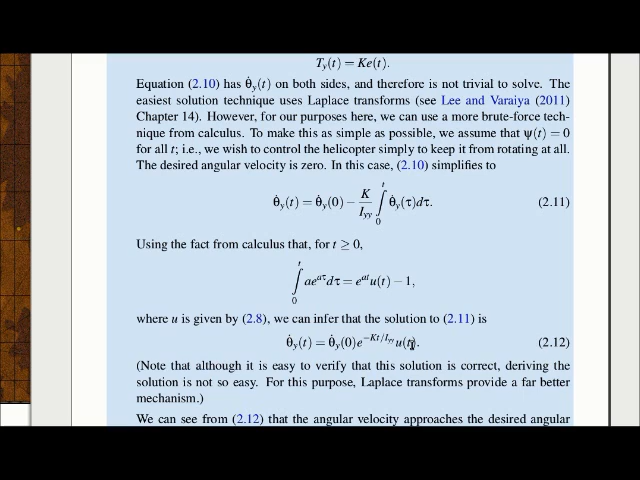 T_y(t) = Ke(t).
Equation (2.10) has θ̇_y(t) on both sides, and therefore is not trivial to solve. The
easiest solution technique uses Laplace transforms (see Lee and Varaiya (2011)
Chapter 14). However, for our purposes here, we can use a more brute-force tech-
nique from calculus. To make this as simple as possible, we assume that ψ(t) = 0
for all t; i.e., we wish to control the helicopter simply to keep it from rotating at all.
The desired angular velocity is zero. In this case, (2.10) simplifies to
θ̇_y(t) = θ̇_y(0) − K/I_yy ∫_0^t θ̇_y(τ)dτ. (2.11)
Using the fact from calculus that, for t ≥ 0,
∫_0^t ae^{aτ}dτ = e^{at}u(t) − 1,
where u is given by (2.8), we can infer that the solution to (2.11) is
θ̇_y(t) = θ̇_y(0)e^{−Kt/I_yy}u(t). (2.12)
(Note that although it is easy to verify that this solution is correct, deriving the
solution is not so easy. For this purpose, Laplace transforms provide a far better
mechanism.)
We can see from (2.12) that the angular velocity approaches the desired angular